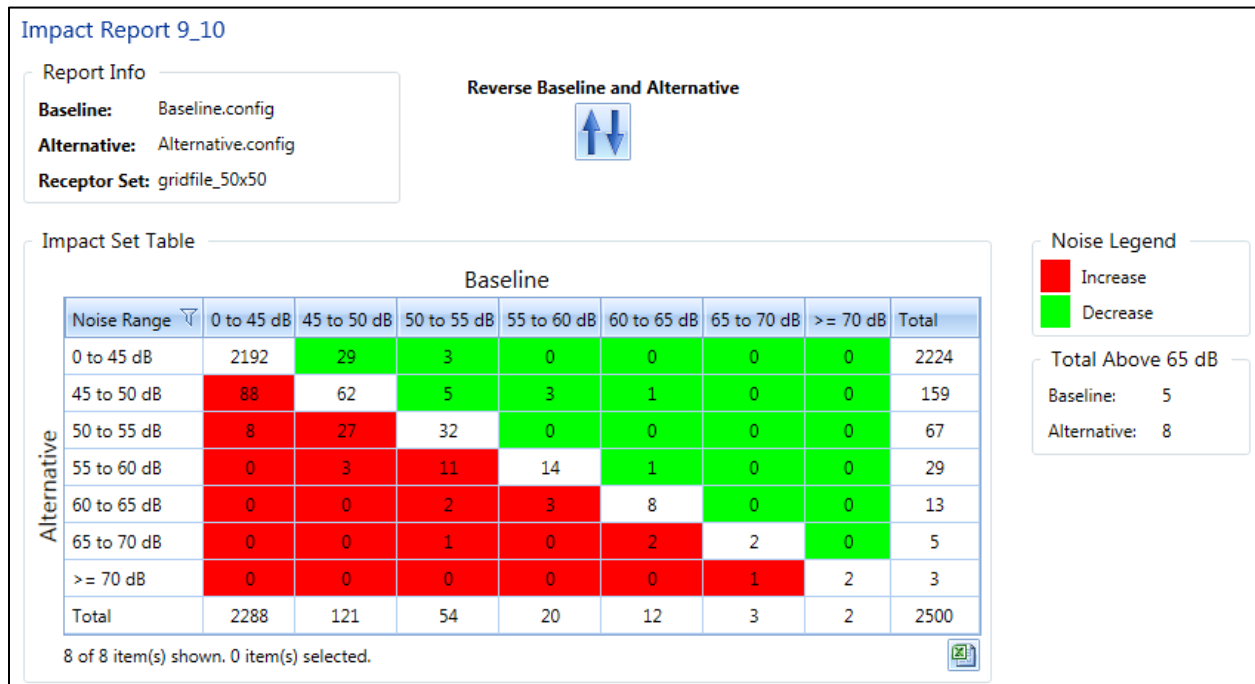 Impact Report 9_10
Report Info
Baseline: Baseline.config
Alternative: Alternative.config
Receptor Set: gridfile_50x50
Reverse Baseline and Alternative
Impact Set Table
Baseline
Alternative
Noise Range 0 to 45 dB 45 to 50 dB 50 to 55 dB 55 to 60 dB 60 to 65 dB 65 to 70 dB >= 70 dB Total
0 to 45 dB 2192 29 3 0 0 0 0 2224
45 to 50 dB 88 62 5 3 1 0 0 159
50 to 55 dB 8 27 32 0 0 0 0 67
55 to 60 dB 0 3 11 14 1 0 0 29
60 to 65 dB 0 0 2 3 8 0 0 13
65 to 70 dB 0 0 1 0 2 2 0 5
>= 70 dB 0 0 0 0 0 1 2 3
Total 2288 121 54 20 12 3 2 2500
8 of 8 item(s) shown. 0 item(s) selected.
Noise Legend
Increase
Decrease
Total Above 65 dB
Baseline: 5
Alternative: 8